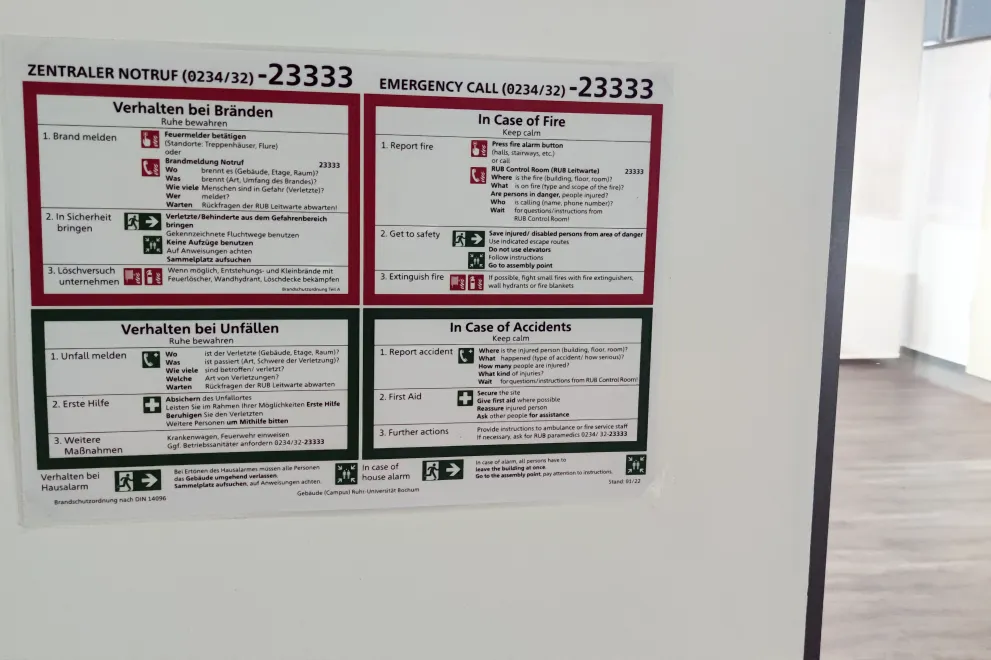 ZENTRALER NOTRUF (0234/32) -23333
Verhalten bei Bränden
Ruhe bewahren
1. Brand melden
Feuermelder betätigen
(Standorte: Treppenhäuser, Flure)
oder
Brandmeldung Notruf 23333
Wo brennt es (Gebäude, Etage, Raum)?
Was brennt (Art, Umfang des Brandes)?
Wie viele Menschen sind in Gefahr (Verletzte)?
Wer meldet?
Warten Rückfragen der RUB Leitwarte abwarten!
2. In Sicherheit
bringen
Verletzte/Behinderte aus dem Gefahrenbereich
bringen
Gekennzeichnete Fluchtwege benutzen
Keine Aufzüge benutzen
Auf Anweisungen achten
Sammelplatz aufsuchen
3. Löschversuch
unternehmen
Wenn möglich, Entstehungs- und Kleinbrände mit
Feuerlöscher, Wandhydrant, Löschdecke bekämpfen
Brandschutzordnung Teil A
EMERGENCY CALL (0234/32) -23333
In Case of Fire
Keep calm
1. Report fire
Press fire alarm button
(halls, stairways, etc.)
or call
RUB Control Room (RUB Leitwarte) 23333
Where is the fire (building, floor, room)?
What is on fire (type and scope of the fire)?
Are persons in danger, people injured?
Who is calling (name, phone number)?
Wait for questions/instructions from
RUB Control Room!
2. Get to safety
Save injured/ disabled persons from area of danger
Use indicated escape routes
Do not use elevators
Follow instructions
Go to assembly point
3. Extinguish fire
If possible, fight small fires with fire extinguishers,
wall hydrants or fire blankets
Verhalten bei Unfällen
Ruhe bewahren
1. Unfall melden
Wo ist der Verletzte (Gebäude, Etage, Raum)?
Was ist passiert (Art, Schwere der Verletzung)?
Wie viele sind betroffen/ verletzt?
Welche Art von Verletzungen?
Warten Rückfragen der RUB Leitwarte abwarten
2. Erste Hilfe
Absichern des Unfallortes
Leisten Sie im Rahmen Ihrer Möglichkeiten Erste Hilfe
Beruhigen Sie den Verletzten
Weitere Personen um Mithilfe bitten
3. Weitere
Maßnahmen
Krankenwagen, Feuerwehr einweisen
Ggf. Betriebssanitäter anfordern 0234/32-23333
In Case of Accidents
Keep calm
1. Report accident
Where is the injured person (building, floor, room)?
What happened (type of accident/ how serious)?
How many people are injured?
What kind of injuries?
Wait for questions/instructions from RUB Control Room!
2. First Aid
Secure the site
Give first aid where possible
Reassure injured person
Ask other people for assistance
3. Further actions
Provide instructions to ambulance or fire service staff
If necessary, ask for RUB paramedics 0234/ 32-23333
Verhalten bei
Hausalarm
Bei Ertönen des Hausalarmes müssen alle Personen
das Gebäude umgehend verlassen.
Sammelplatz aufsuchen, auf Anweisungen achten.
In case of
house alarm
In case of alarm, all persons have to
leave the building at once.
Go to the assembly point, pay attention to instructions.
Brandschutzordnung nach DIN 14096
Gebäude (Campus) Ruhr-Universität Bochum
Stand: 01/22